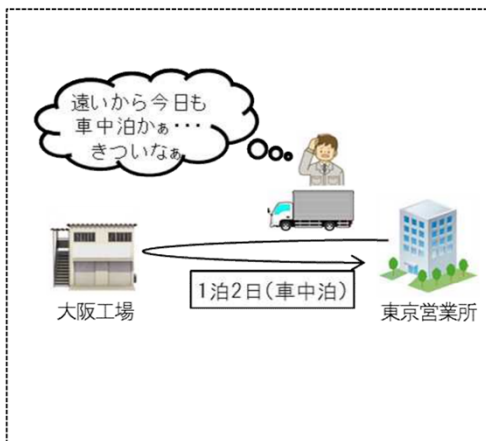 遠いから今日も
車中泊かぁ・・・
きついなぁ
大阪工場
1泊2日(車中泊)
東京営業所